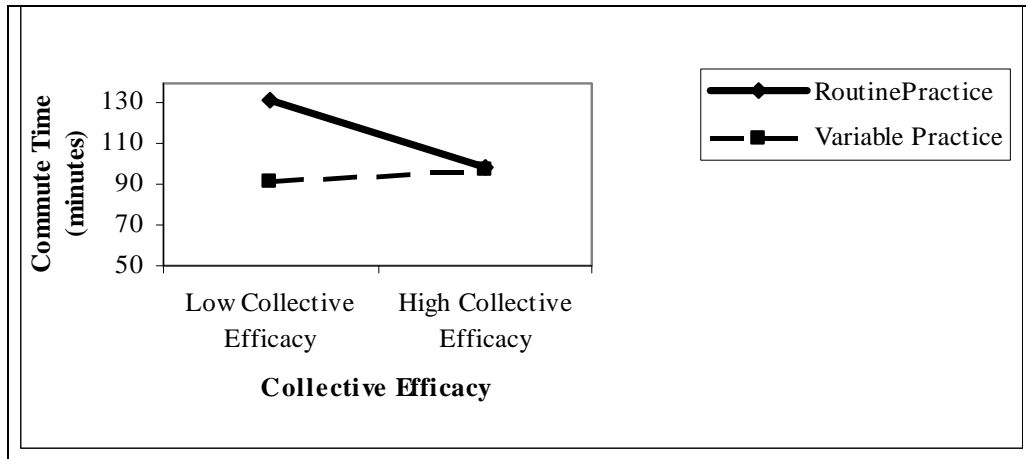 RoutinePractice
Variable Practice
Commute Time
(minutes)
130
110
90
70
50
Low Collective
Efficacy
High Collective
Efficacy
Collective Efficacy